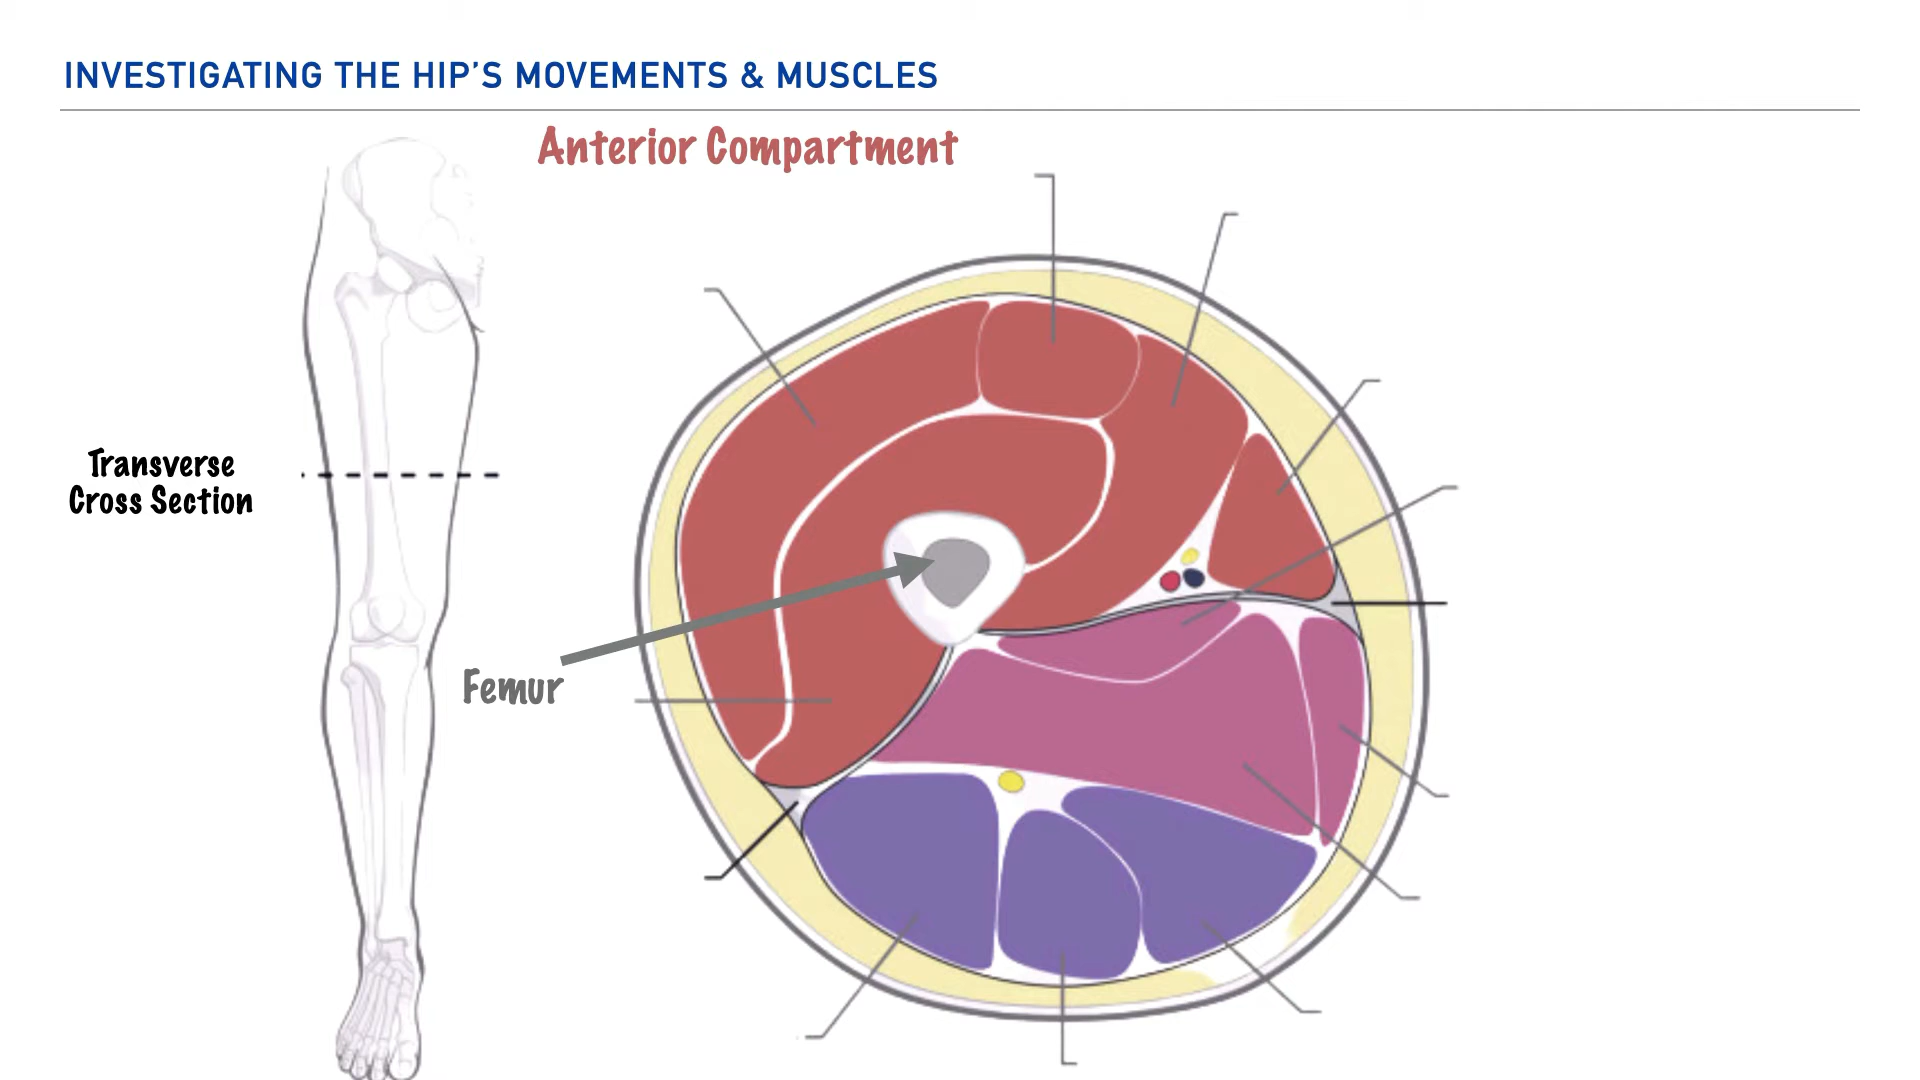 INVESTIGATING THE HIP'S MOVEMENTS & MUSCLES
Anterior Compartment
Transverse
Cross Section
Femur